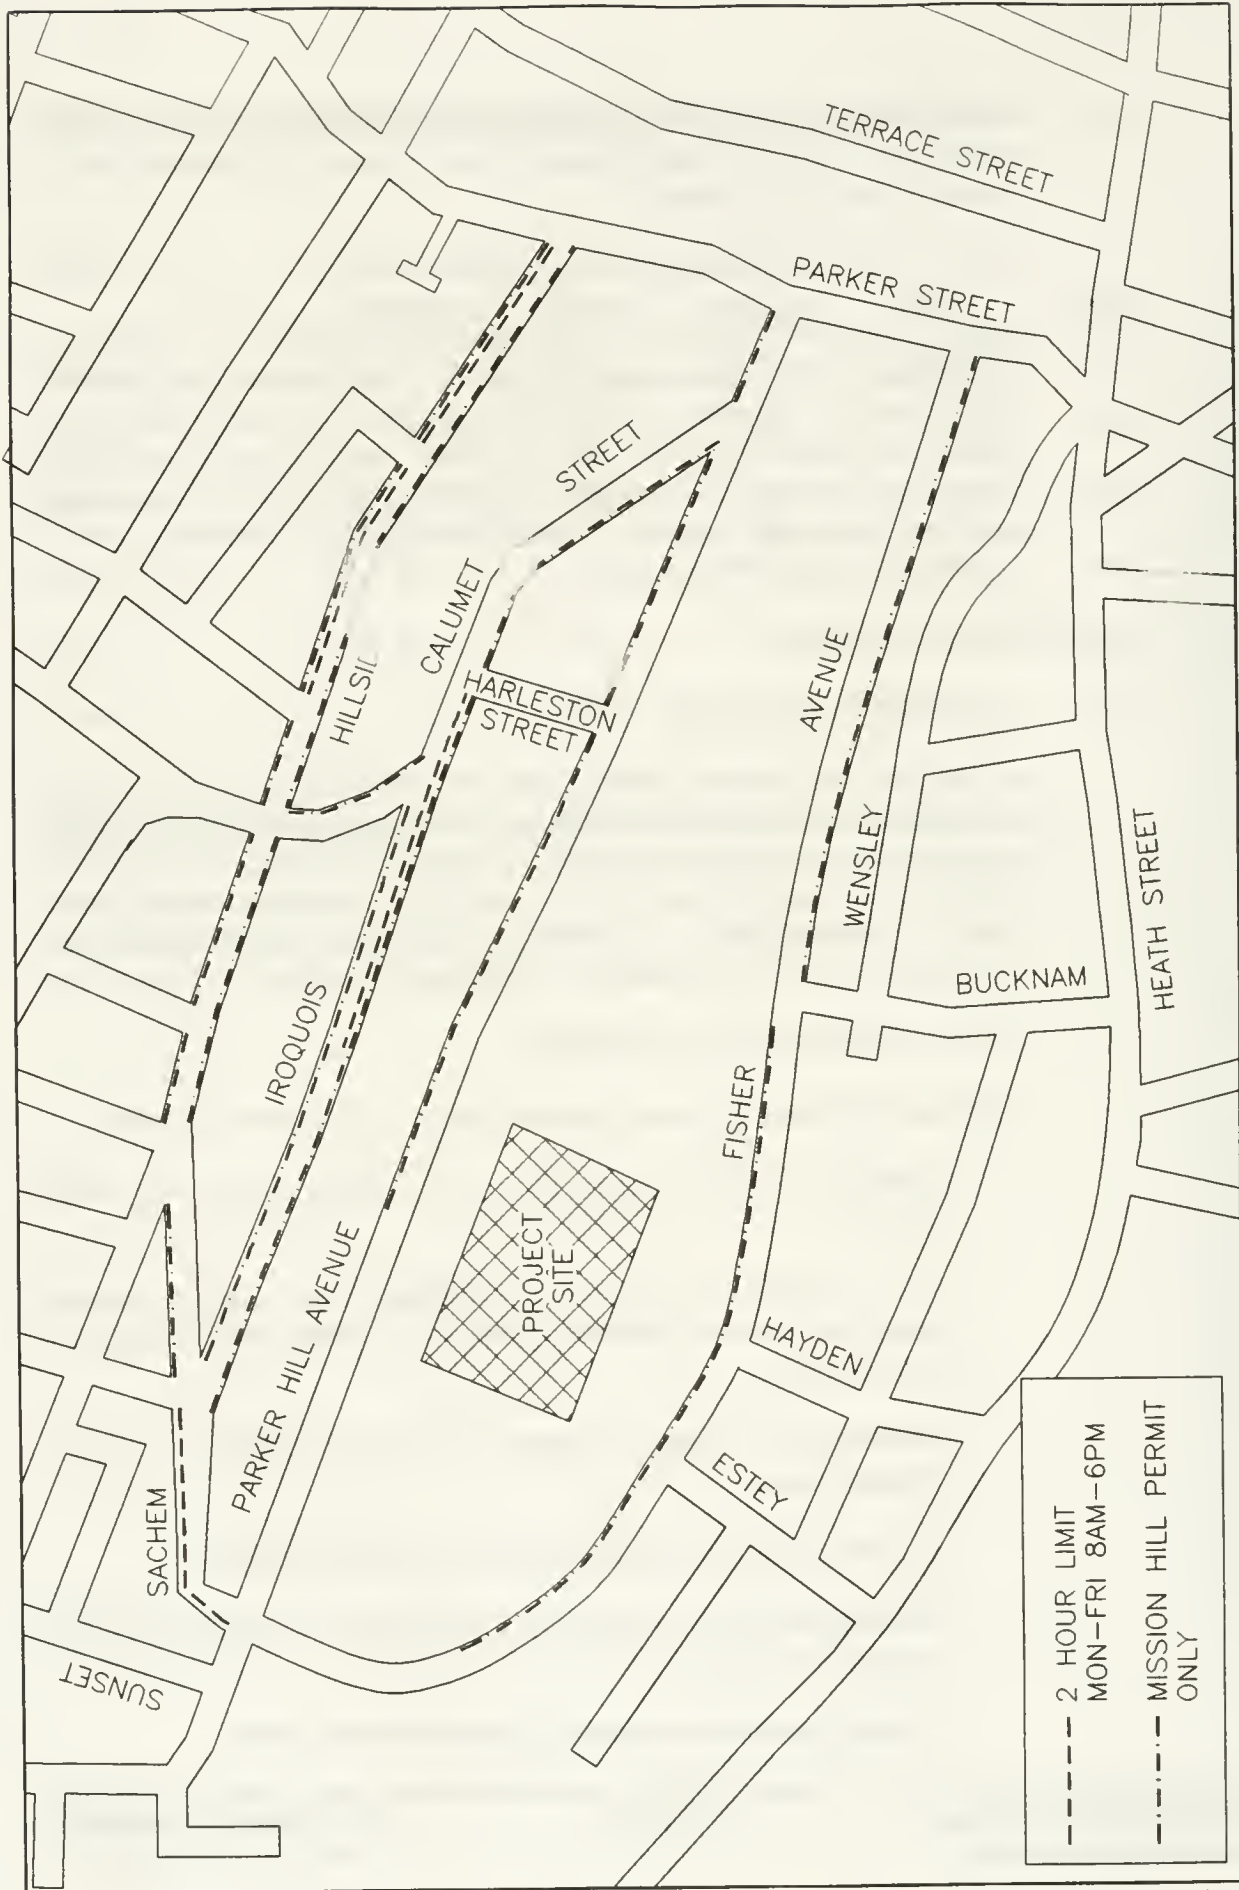 TERRACE STREET
PARKER STREET
STREET
CALUMET
HILLSI
HARLESTON
STREET
AVENUE
WENSLEY
HEATH STREET
BUCKNAM
IROQUOIS
FISHER
PROJECT
SITE
PARKER HILL AVENUE
HAYDEN
ESTEY
SACHEM
SUNSET
2 HOUR LIMIT
MON-FRI 8AM-6PM
MISSION HILL PERMIT
ONLY